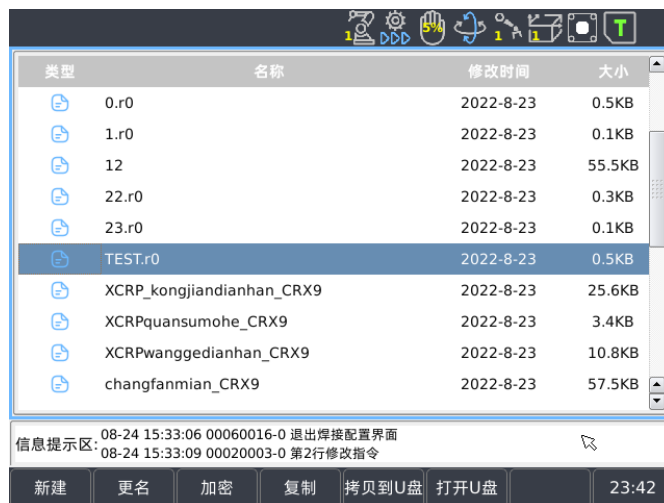 1 5% 1 1 T
类型 名称 修改时间 大小
0.r0 2022-8-23 0.5KB
1.r0 2022-8-23 0.1KB
12 2022-8-23 55.5KB
22.r0 2022-8-23 0.3KB
23.r0 2022-8-23 0.1KB
TEST.r0 2022-8-23 0.5KB
XCRP_kongjiandianhan_CRX9 2022-8-23 25.6KB
XCRPquansumohe_CRX9 2022-8-23 3.4KB
XCRPwanggedianhan_CRX9 2022-8-23 10.8KB
changfanmian_CRX9 2022-8-23 57.5KB
信息提示区: 08-24 15:33:06 00060016-0 退出焊接配置界面
08-24 15:33:09 00020003-0 第2行修改指令
新建 更名 加密 复制 拷贝到U盘 打开U盘 23:42